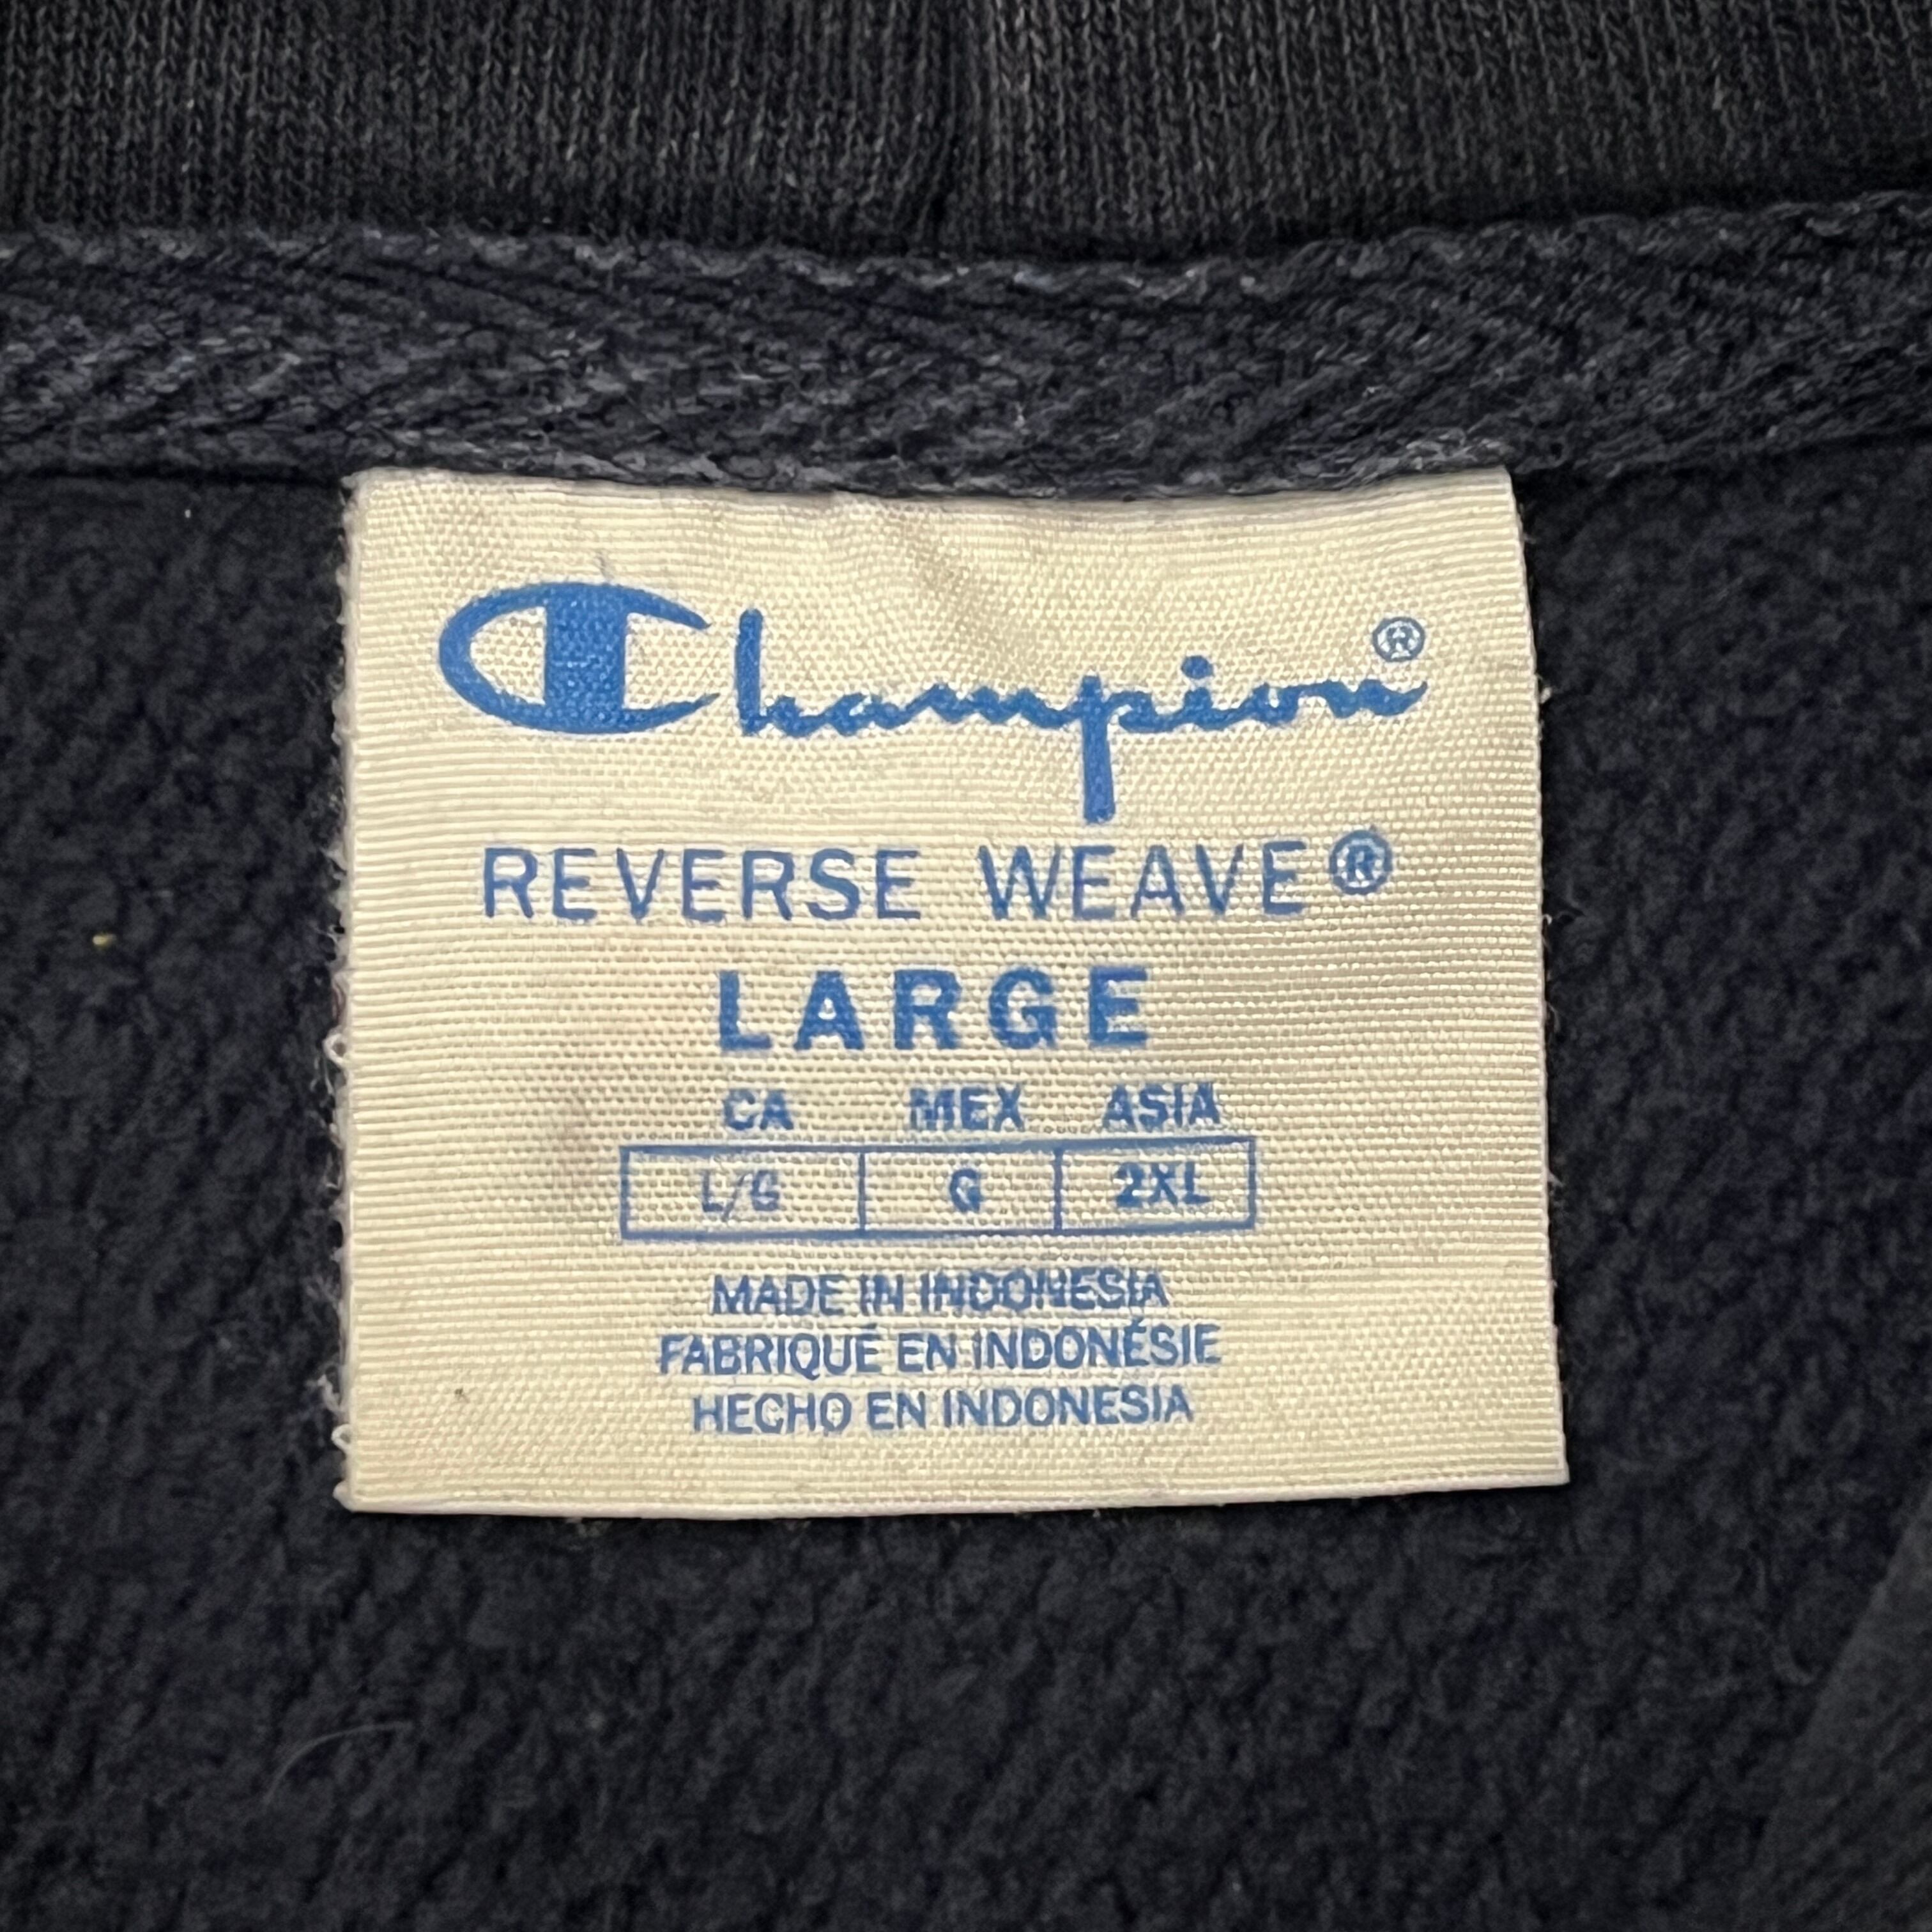 Champion®
REVERSE WEAVE®
LARGE
CA MEX ASIA
L/G G 2XL
MADE IN INDONESIA
FABRIQUÉ EN INDONÉSIE
HECHO EN INDONESIA